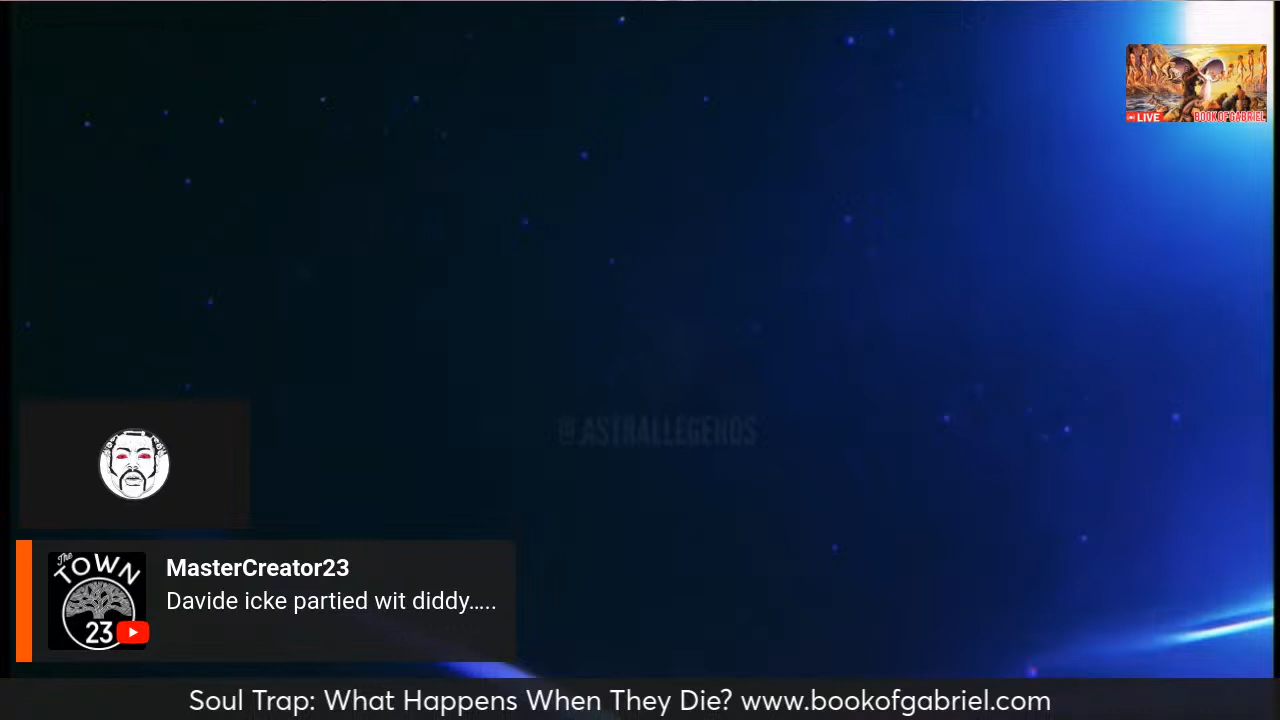 LIVE
BOOK OF GABRIEL
@ASTRALLEGENDS
The
TOWN
23
MasterCreator23
Davide icke partied wit diddy.....
Soul Trap: What Happens When They Die? www.bookofgabriel.com